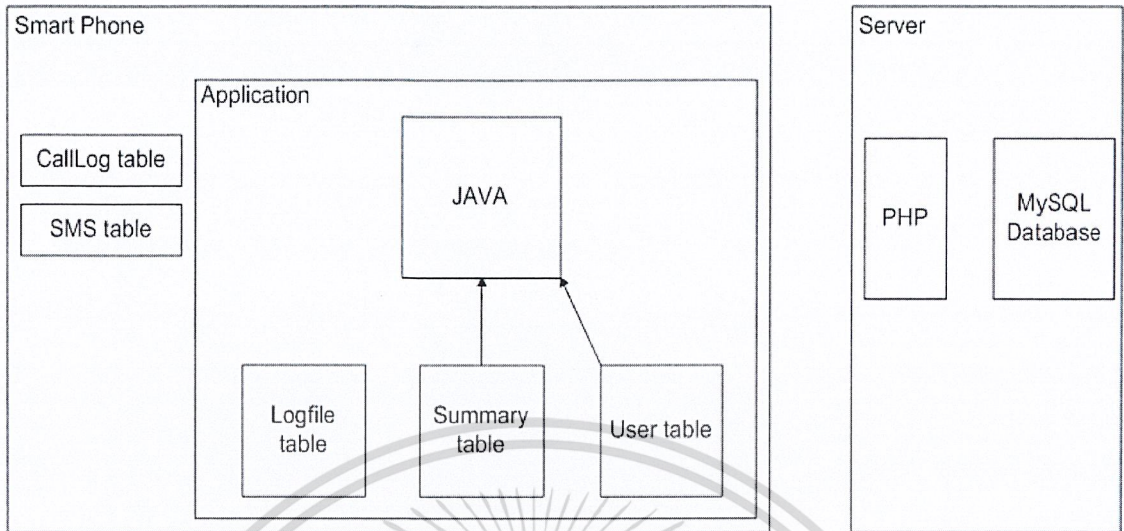 Smart Phone
Application
CallLog table
SMS table
JAVA
Logfile
table
Summary
table
User table
Server
PHP
MySQL
Database